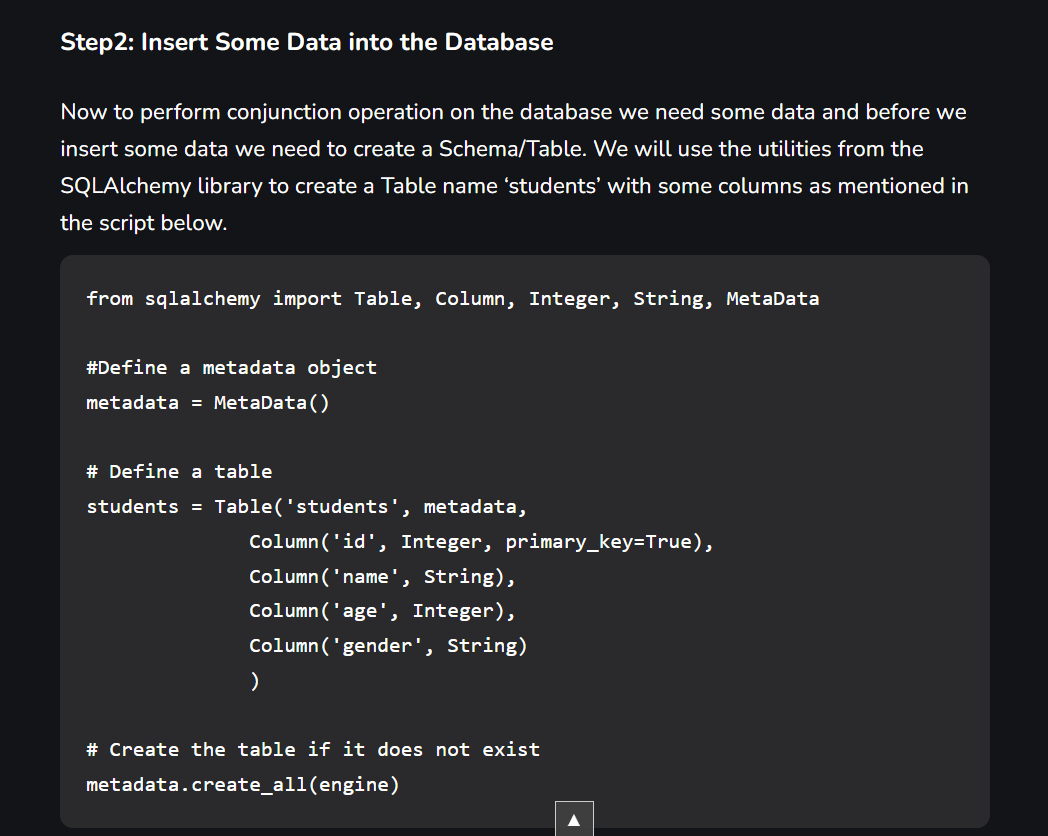 Step2: Insert Some Data into the Database
Now to perform conjunction operation on the database we need some data and before we
insert some data we need to create a Schema/Table. We will use the utilities from the
SQLAlchemy library to create a Table name ‘students’ with some columns as mentioned in
the script below.
from sqlalchemy import Table, Column, Integer, String, MetaData
#Define a metadata object
metadata = MetaData()
# Define a table
students = Table('students', metadata,
              Column('id', Integer, primary_key=True),
              Column('name', String),
              Column('age', Integer),
              Column('gender', String)
              )
# Create the table if it does not exist
metadata.create_all(engine)